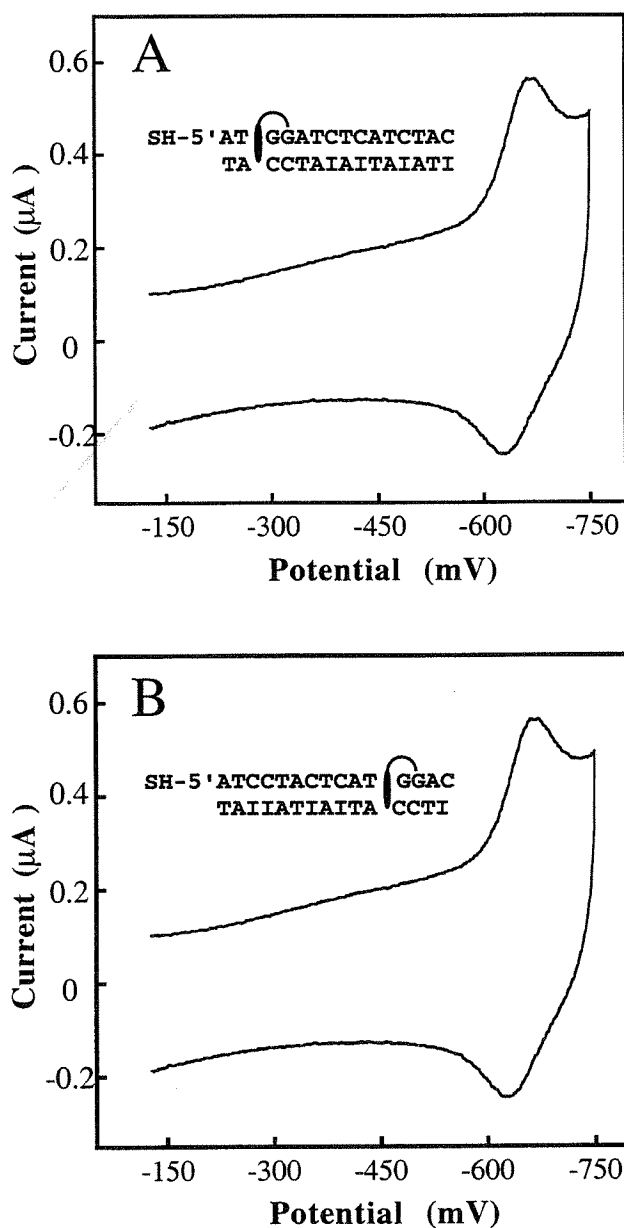 A
0.6
SH-5'AT GGATCTCATCTAC
TA CCTAIAITAIATI
0.4
0.2
0
-0.2
Current (µA)
-150 -300 -450 -600 -750
Potential (mV)
B
0.6
SH-5'ATCCTACTCAT GGAC
TAIIATIAITA CCTI
0.4
0.2
0
-0.2
Current (µA)
-150 -300 -450 -600 -750
Potential (mV)